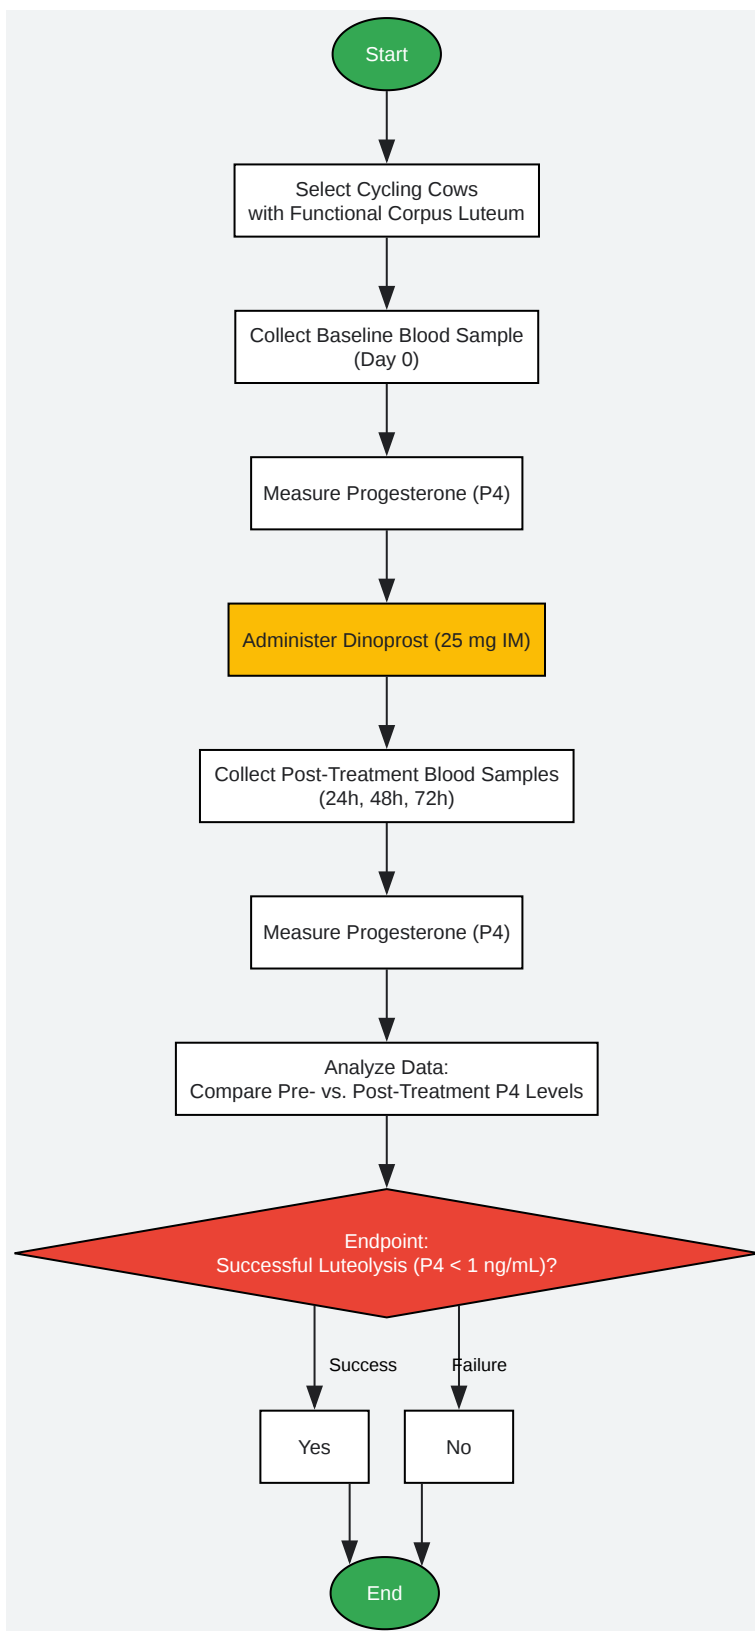 Start
Select Cycling Cows
with Functional Corpus Luteum
Collect Baseline Blood Sample
(Day 0)
Measure Progesterone (P4)
Administer Dinoprost (25 mg IM)
Collect Post-Treatment Blood Samples
(24h, 48h, 72h)
Measure Progesterone (P4)
Analyze Data:
Compare Pre- vs. Post-Treatment P4 Levels
Endpoint:
Successful Luteolysis (P4 < 1 ng/mL)?
Success
Failure
Yes
No
End